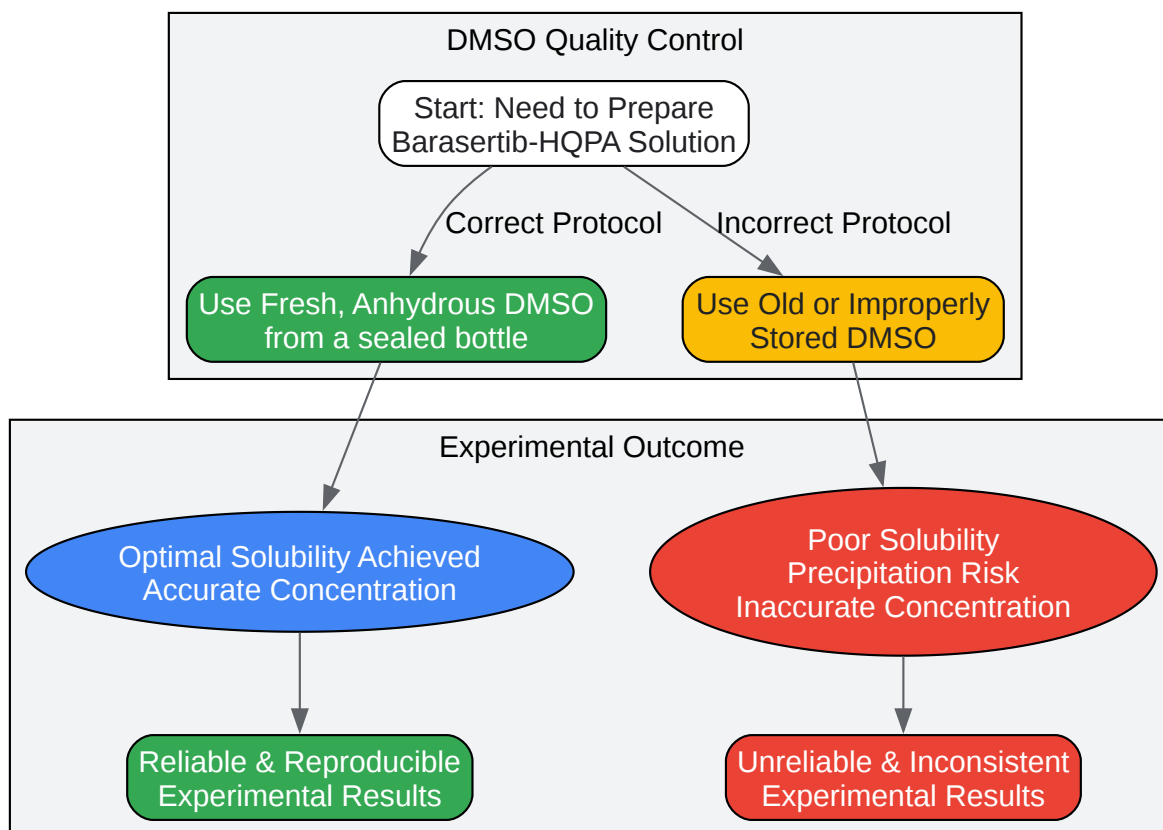 DMSO Quality Control
Start: Need to Prepare
Barasertib-HQPA Solution
Correct Protocol
Incorrect Protocol
Use Fresh, Anhydrous DMSO
from a sealed bottle
Use Old or Improperly
Stored DMSO
Experimental Outcome
Optimal Solubility Achieved
Accurate Concentration
Poor Solubility
Precipitation Risk
Inaccurate Concentration
Reliable & Reproducible
Experimental Results
Unreliable & Inconsistent
Experimental Results